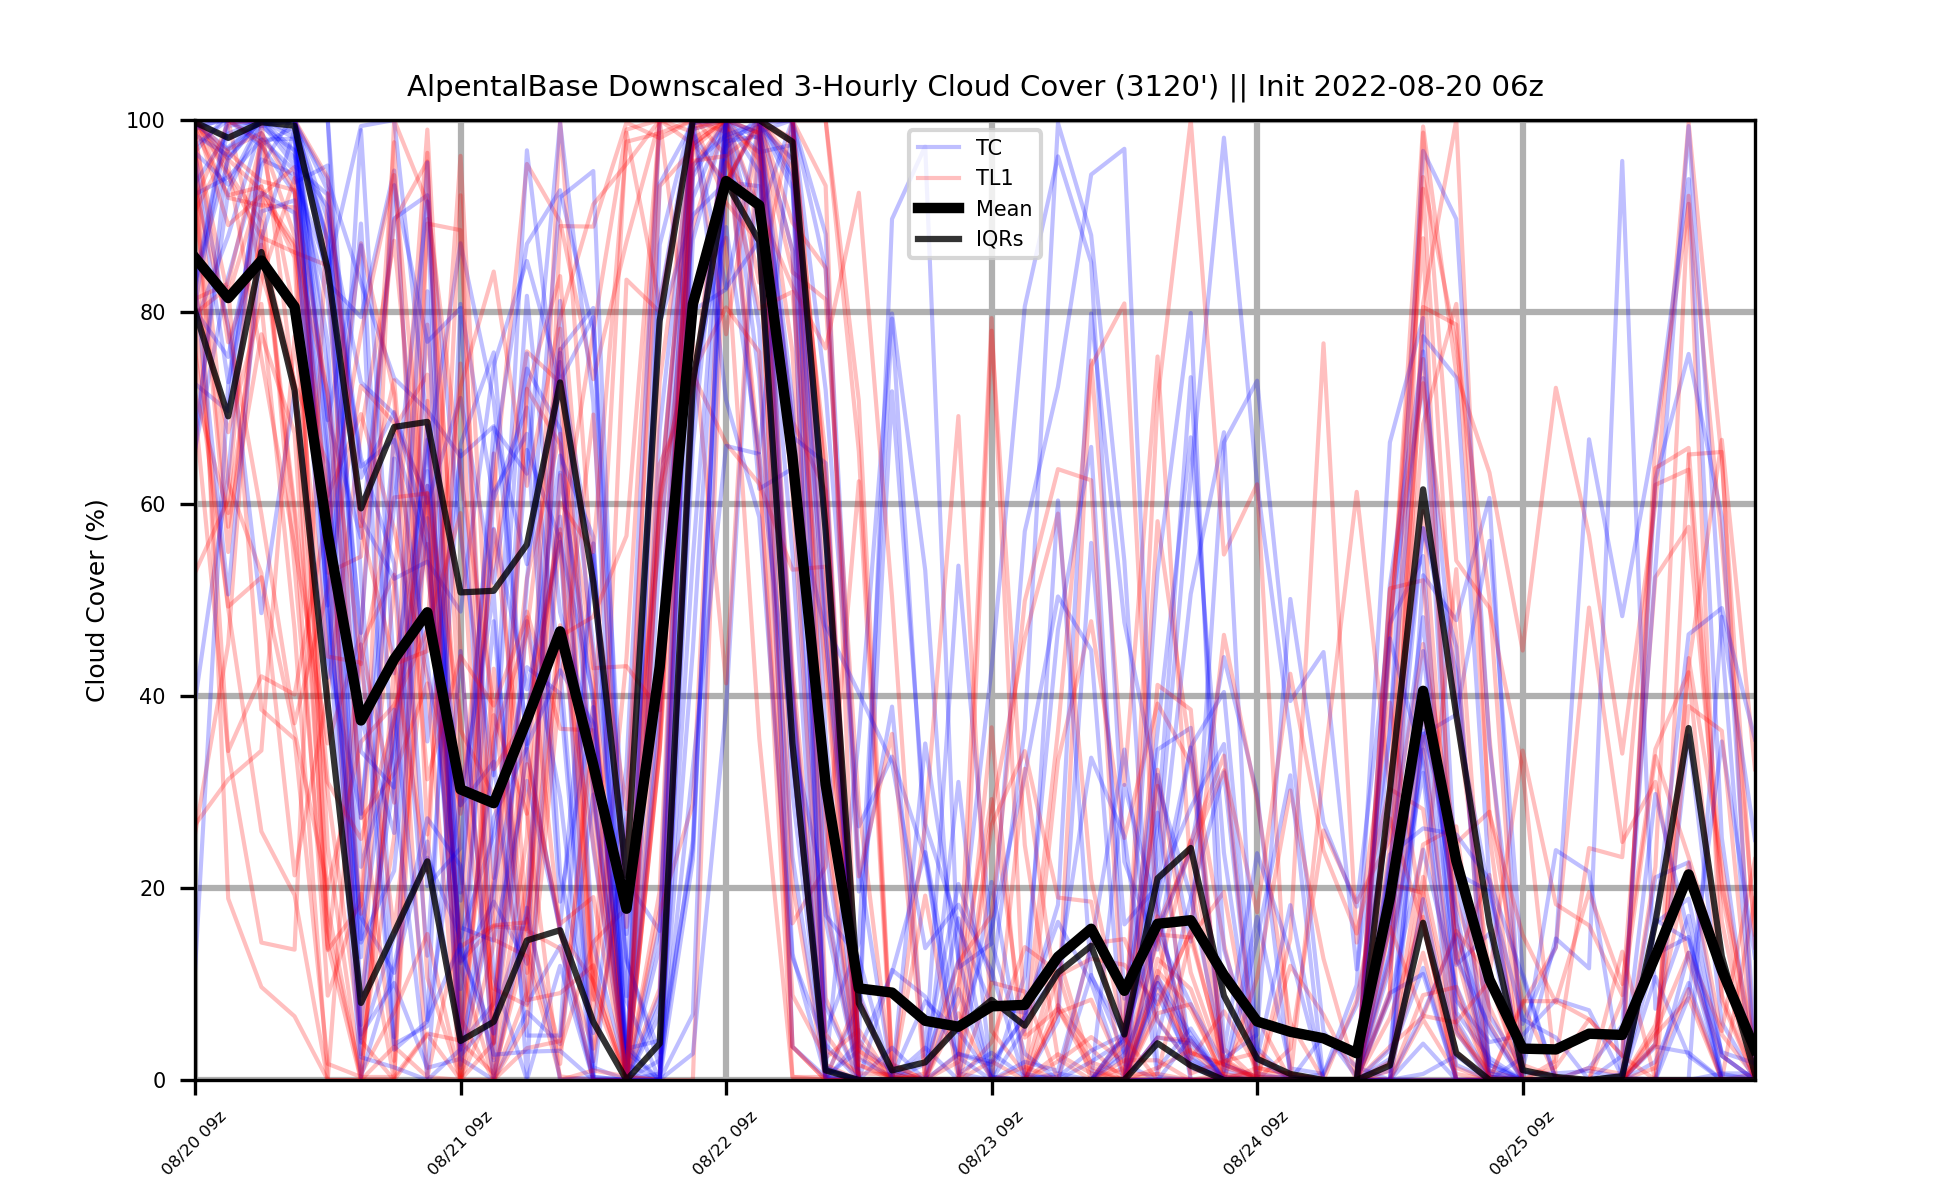 AlpentalBase Downscaled 3-Hourly Cloud Cover (3120') || Init 2022-08-20 06z
100
80
60
40
20
0
Cloud Cover (%)
TC
TL1
Mean
IQRs
08/20 09z
08/21 09z
08/22 09z
08/23 09z
08/24 09z
08/25 09z